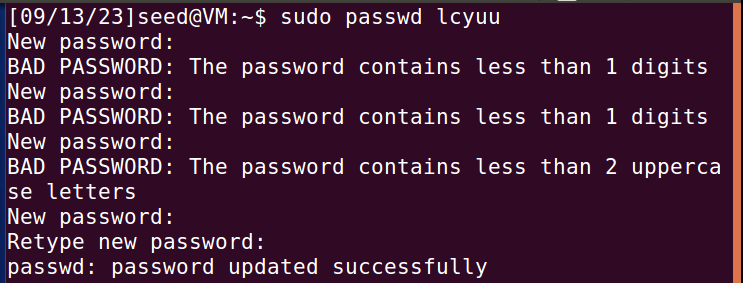 [09/13/23]seed@VM:~$ sudo passwd lcyuu
New password:
BAD PASSWORD: The password contains less than 1 digits
New password:
BAD PASSWORD: The password contains less than 1 digits
New password:
BAD PASSWORD: The password contains less than 2 upperca
se letters
New password:
Retype new password:
passwd: password updated successfully